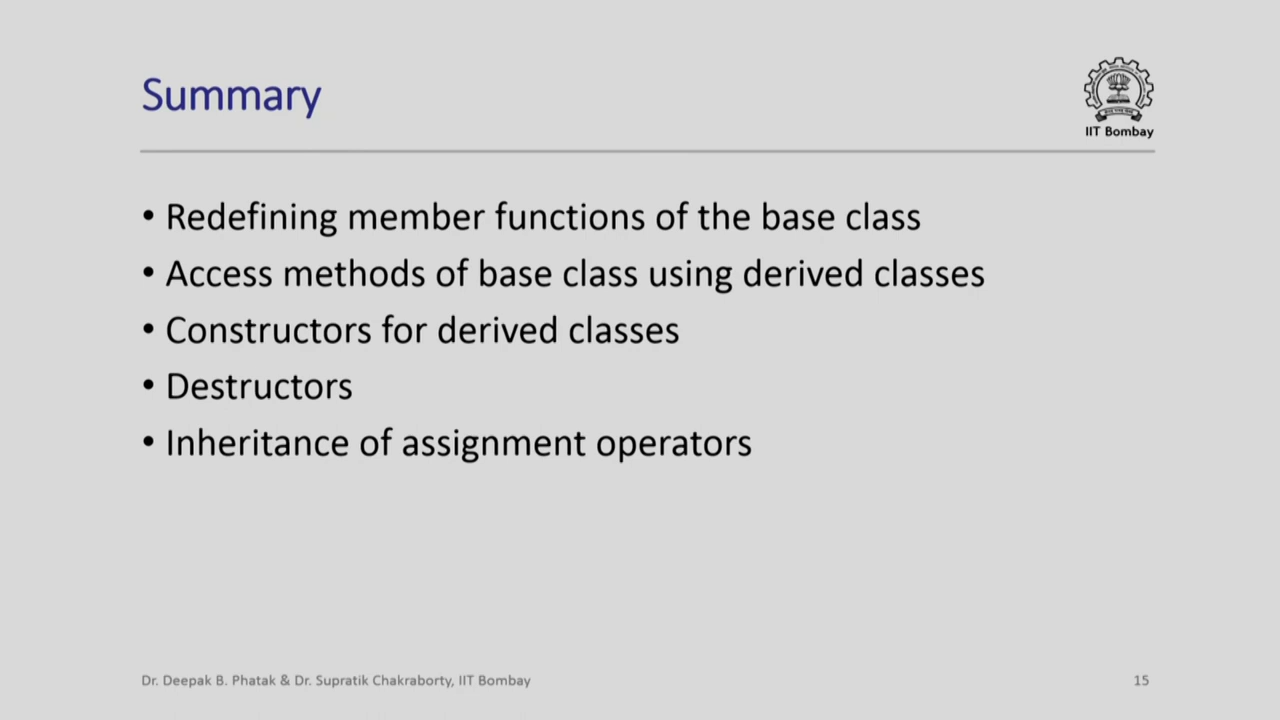 Summary
IIT Bombay
• Redefining member functions of the base class
• Access methods of base class using derived classes
• Constructors for derived classes
• Destructors
• Inheritance of assignment operators
Dr. Deepak B. Phatak & Dr. Supratik Chakraborty, IIT Bombay
15